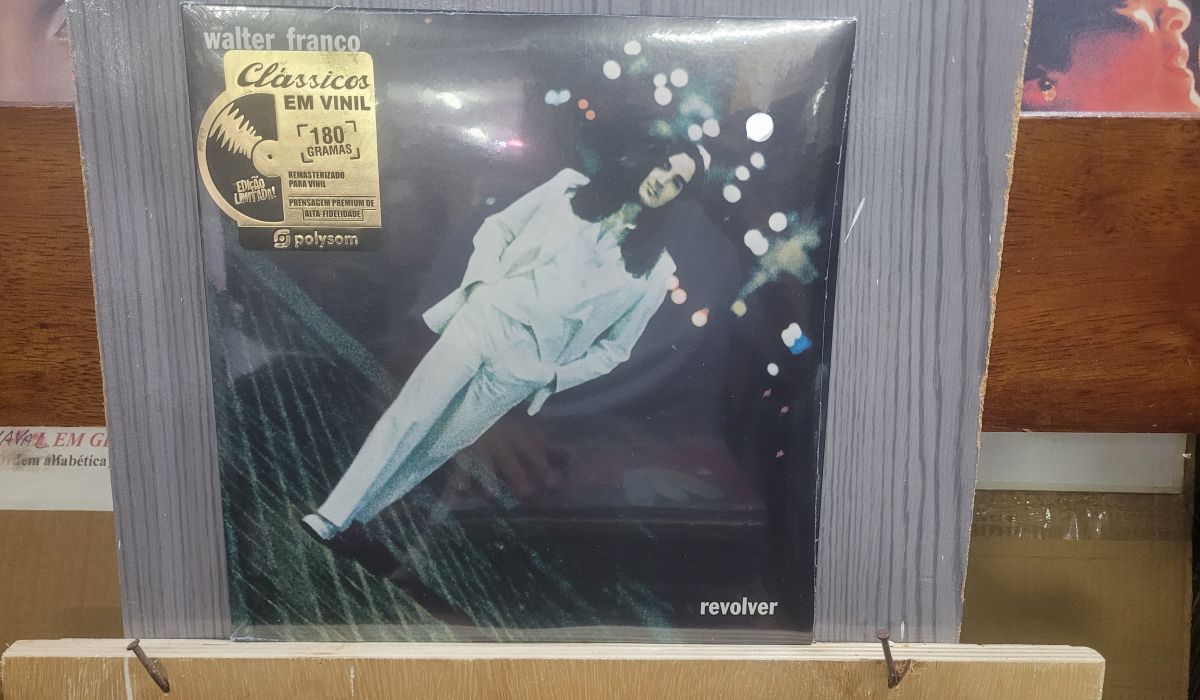 walter franco
Clássicos
EM VINIL
180
GRAMAS
EDIÇÃO
LIMITADA!
REMASTERIZADO
PARA VINIL
PRENSAGEM PREMIUM DE
ALTA-FIDELIDADE
polysom
EM
alfabética
revolver